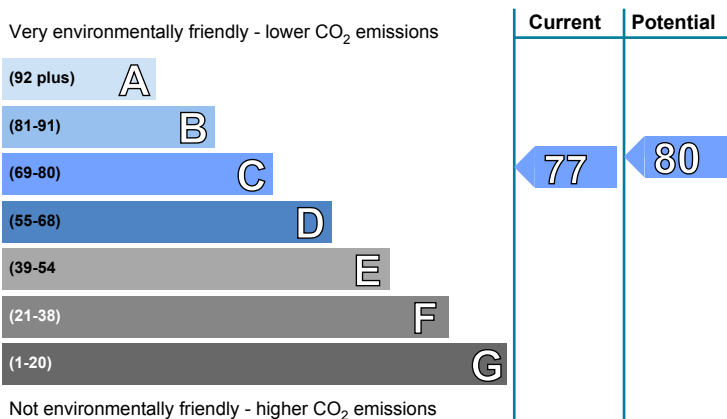 Very environmentally friendly - lower CO₂ emissions
Current
Potential
(92 plus) A
(81-91) B
(69-80) C
(55-68) D
(39-54 E
(21-38) F
(1-20) G
77
80
Not environmentally friendly - higher CO₂ emissions